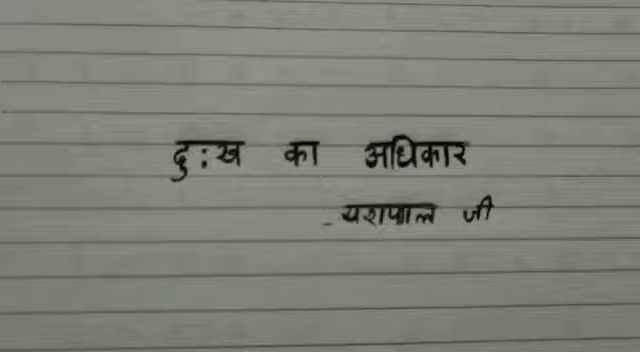 दु:ख का अधिकार
- यशपाल जी